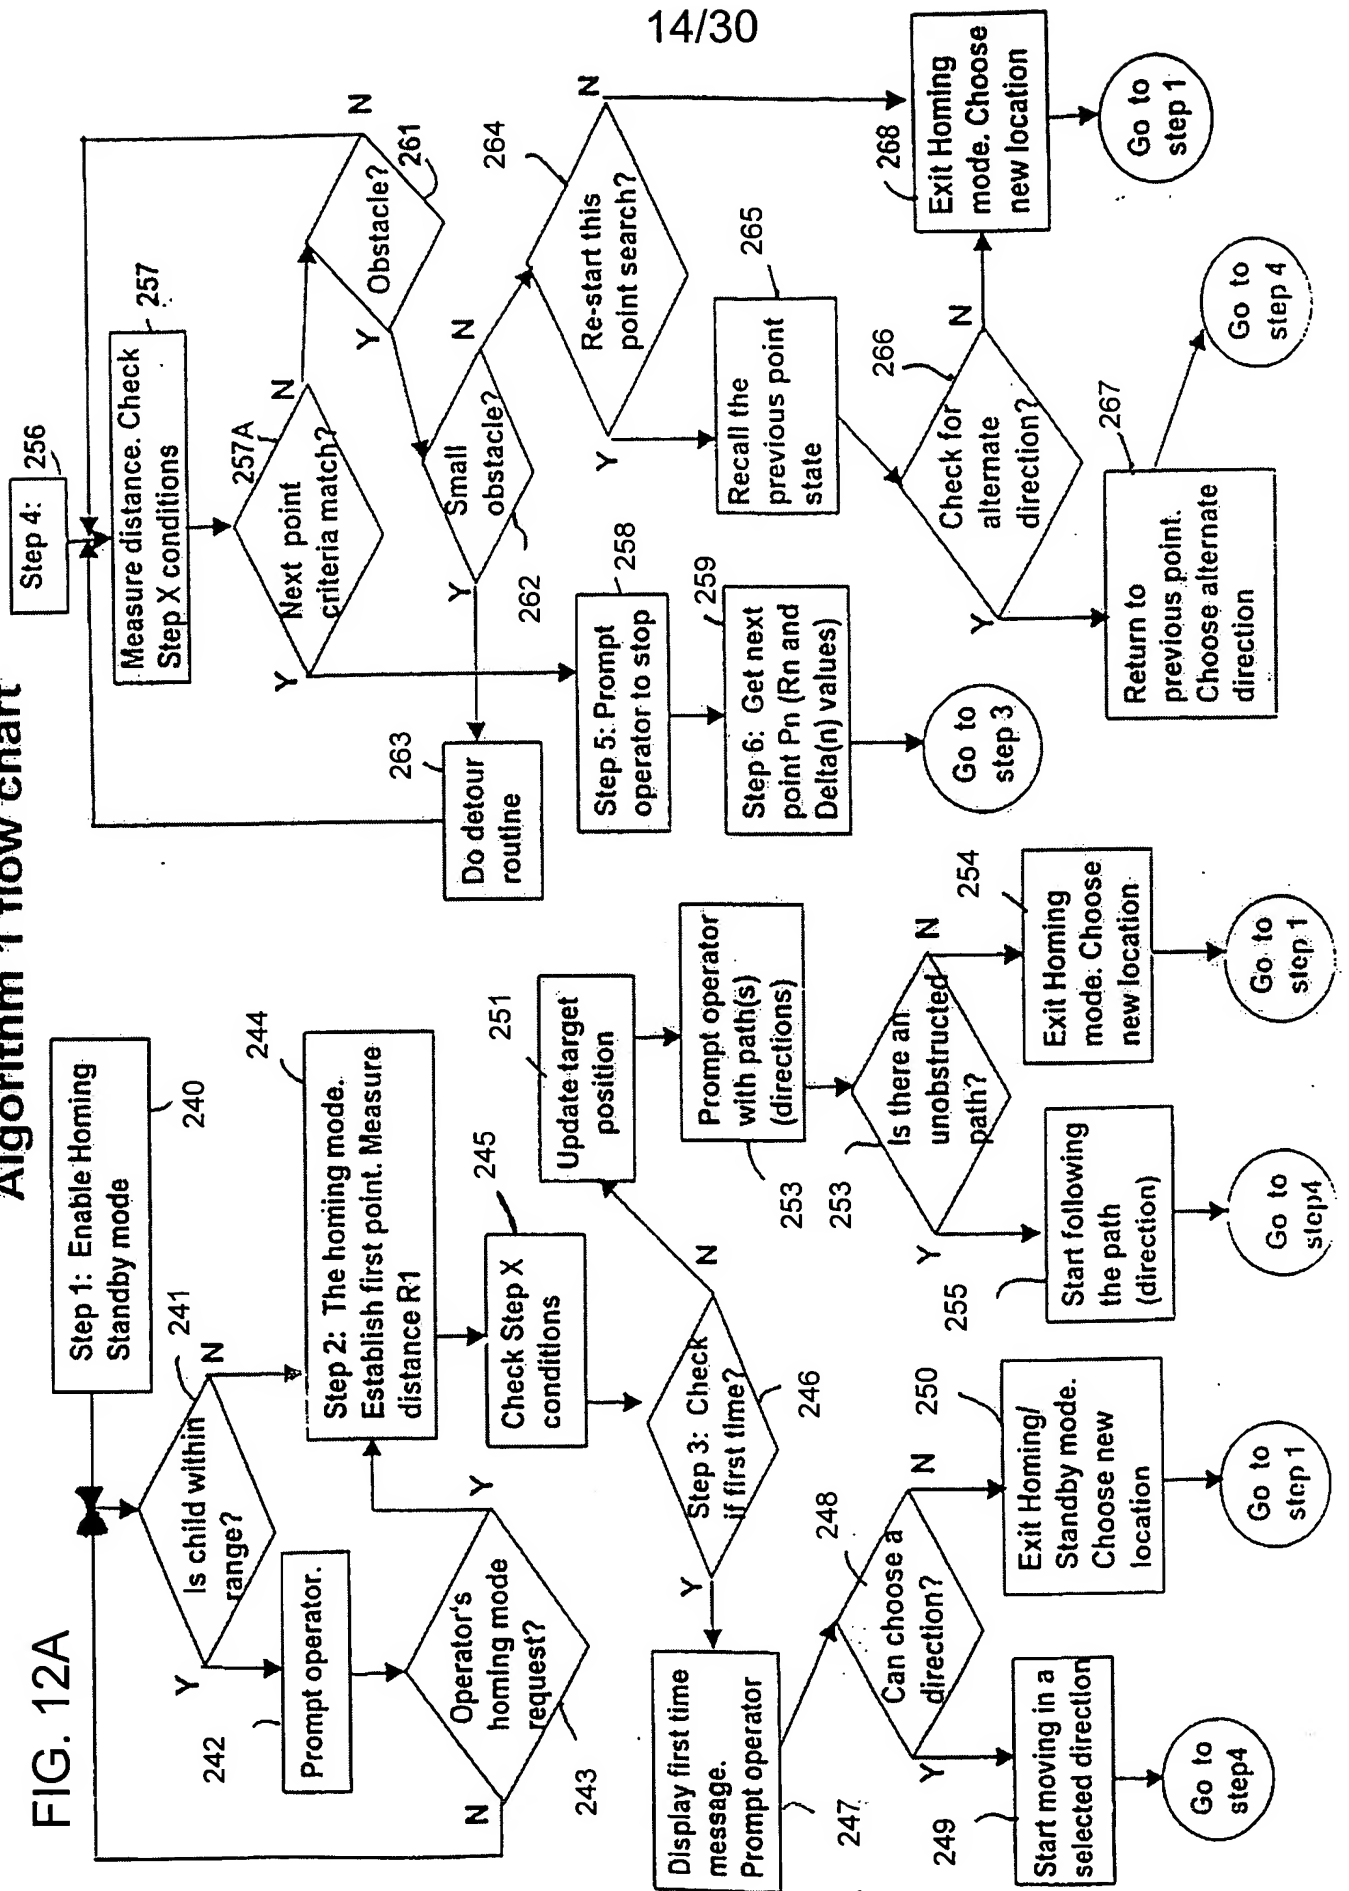 14/30
FIG. 12A
Algorithm 1 flow chart
Step 1: Enable Homing
Standby mode
240
241
Is child within
range?
N
Y
242
Prompt operator.
Operator's
homing mode
request?
243
Y
N
244
Step 2: The homing mode.
Establish first point. Measure
distance R1
245
Check Step X
conditions
Step 3: Check
if first time?
246
Y
N
Display first time
message.
Prompt operator
247
248
Can choose a
direction?
Y
N
249
Start moving in a
selected direction
Go to
step4
250
Exit Homing/
Standby mode.
Choose new
location
Go to
step1
251
Update target
position
Prompt operator
with path(s)
(directions)
253
Is there an
unobstructed
path?
253
Y
N
255
Start following
the path
(direction)
Go to
step4
254
Exit Homing
mode. Choose
new location
Go to
step 1
Step 4:
256
257
Measure distance. Check
Step X conditions
257A
Next point
criteria match?
Y
N
Obstacle?
261
N
Y
Small
obstacle?
262
Y
N
263
Do detour
routine
258
Step 5: Prompt
operator to stop
259
Step 6: Get next
point Pn (Rn and
Delta(n) values)
Go to
step 3
264
Re-start this
point search?
N
Y
265
Recall the
previous point
state
266
Check for
alternate
direction?
Y
N
267
Return to
previous point.
Choose alternate
direction
Go to
step 4
268
Exit Homing
mode. Choose
new location
Go to
step 1